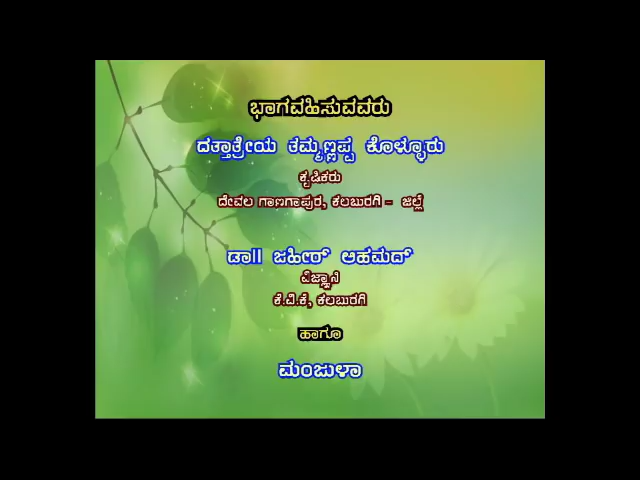 ಭಾಗವಹಿಸುವವರು
ದತ್ತಾತ್ರೇಯ ತಮ್ಮಣ್ಣಪ್ಪ ಕೊಳ್ಳೂರು
ಕೃಷಿಕರು
ದೇವಲ ಗಾಣಗಾಪುರ, ಕಲಬುರಗಿ - ಜಿಲ್ಲೆ
ಡಾ|| ಜಹೀರ್ ಅಹಮದ್
ವಿಜ್ಞಾನಿ
ಕೆ.ವಿ.ಕೆ, ಕಲಬುರಗಿ
ಹಾಗೂ
ಮಂಜುಳಾ